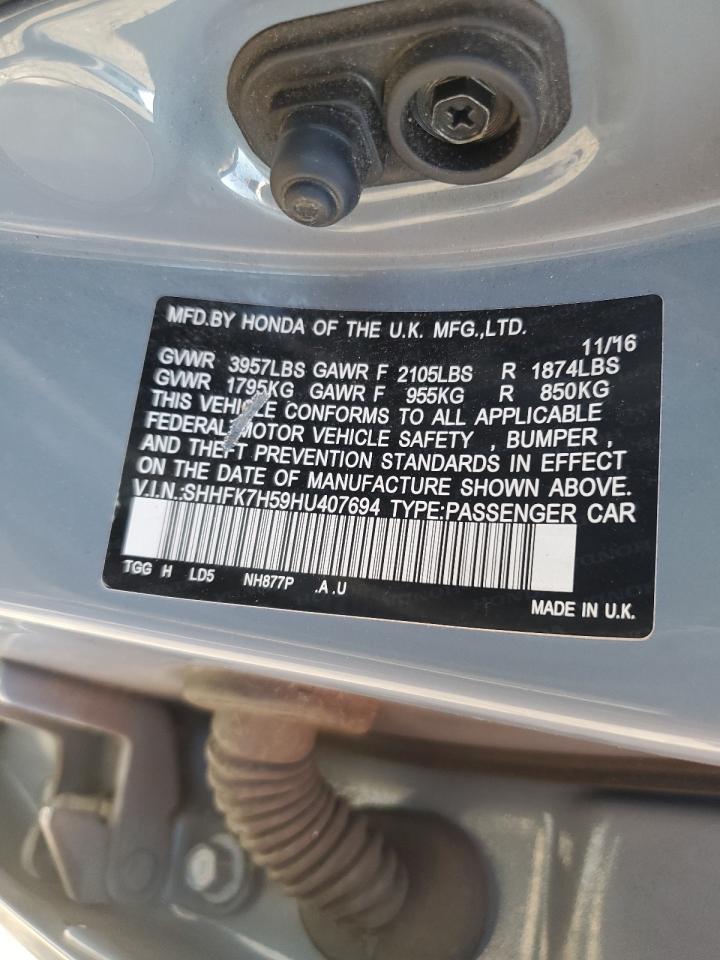 MFD.BY HONDA OF THE U.K. MFG.,LTD.
11/'16
GVWR 3957LBS GAWR F 2105LBS R 1874LBS
GVWR 1795KG GAWR F 955KG R 850KG
THIS VEHICLE CONFORMS TO ALL APPLICABLE
FEDERAL MOTOR VEHICLE SAFETY , BUMPER ,
AND THEFT PREVENTION STANDARDS IN EFFECT
ON THE DATE OF MANUFACTURE SHOWN ABOVE.
V.I.N.:SHHFK7H59HU407694 TYPE:PASSENGER CAR
TGG H LD5 NH877P .A .U
MADE IN U.K.